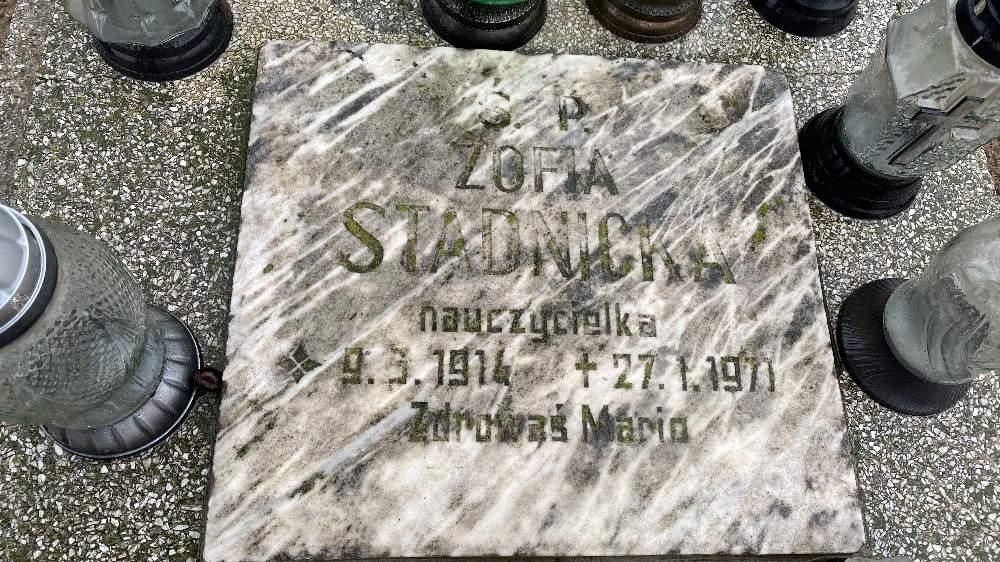 Ś P.
ZOFIA
STADNICKA
nauczycielka
9.3.1914 † 27.1.1971
Zdrowaś Mario